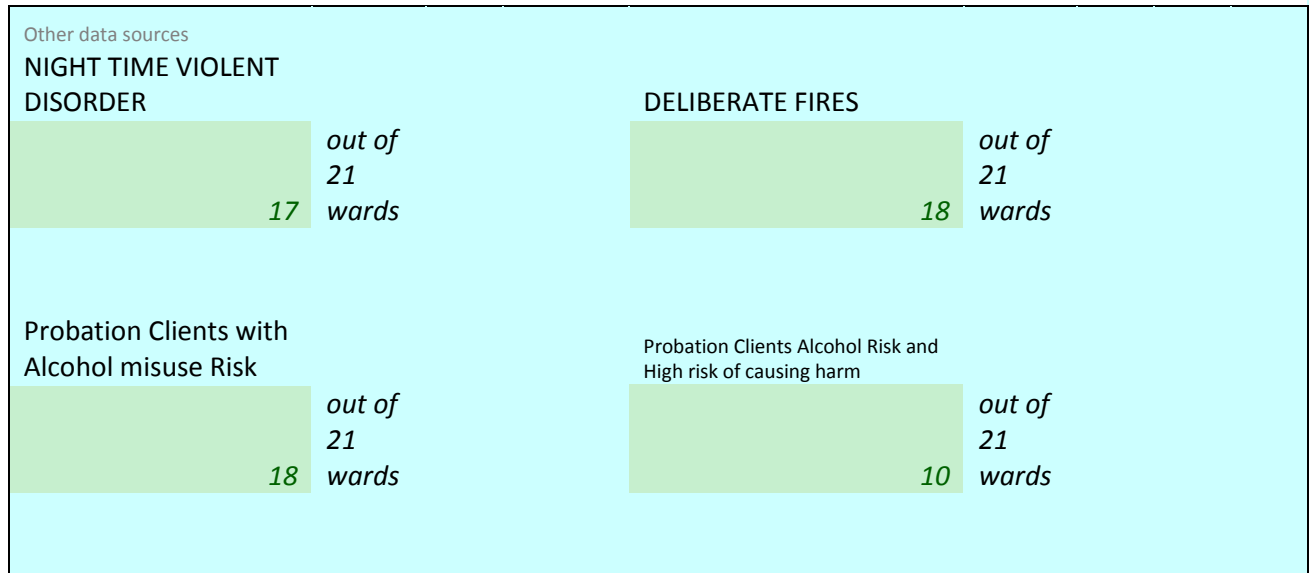 Other data sources
NIGHT TIME VIOLENT
DISORDER
DELIBERATE FIRES
out of
21
17 wards
out of
21
18 wards
Probation Clients with
Alcohol misuse Risk
Probation Clients Alcohol Risk and
High risk of causing harm
out of
21
18 wards
out of
21
10 wards